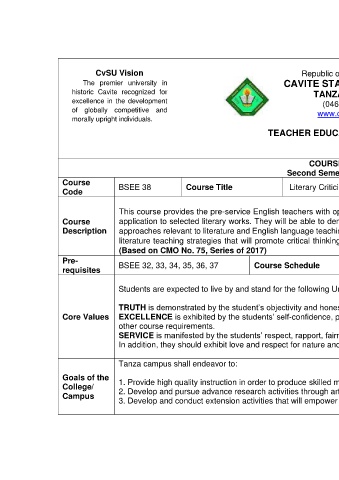 CvSU Vision
The premier university in
historic Cavite recognized for
excellence in the development
of globally competitive and
morally upright individuals.
Republic o
CAVITE STA
TANZA
(046
www.c
TEACHER EDUC
COURS
Second Seme
Course Code
BSEE 38
Course Title
Literary Critici
Course Description
This course provides the pre-service English teachers with op
application to selected literary works. They will be able to der
approaches relevant to literature and English language teachi
literature teaching strategies that will promote critical thinking
(Based on CMO No. 75, Series of 2017)
Pre-requisites
BSEE 32, 33, 34, 35, 36, 37
Course Schedule
Core Values
Students are expected to live by and stand for the following Un
TRUTH is demonstrated by the student's objectivity and hones
EXCELLENCE is exhibited by the students' self-confidence, p
other course requirements.
SERVICE is manifested by the students' respect, rapport, fairn
In addition, they should exhibit love and respect for nature and
Goals of the College/ Campus
Tanza campus shall endeavor to:
1. Provide high quality instruction in order to produce skilled m
2. Develop and pursue advance research activities through art
3. Develop and conduct extension activities that will empower